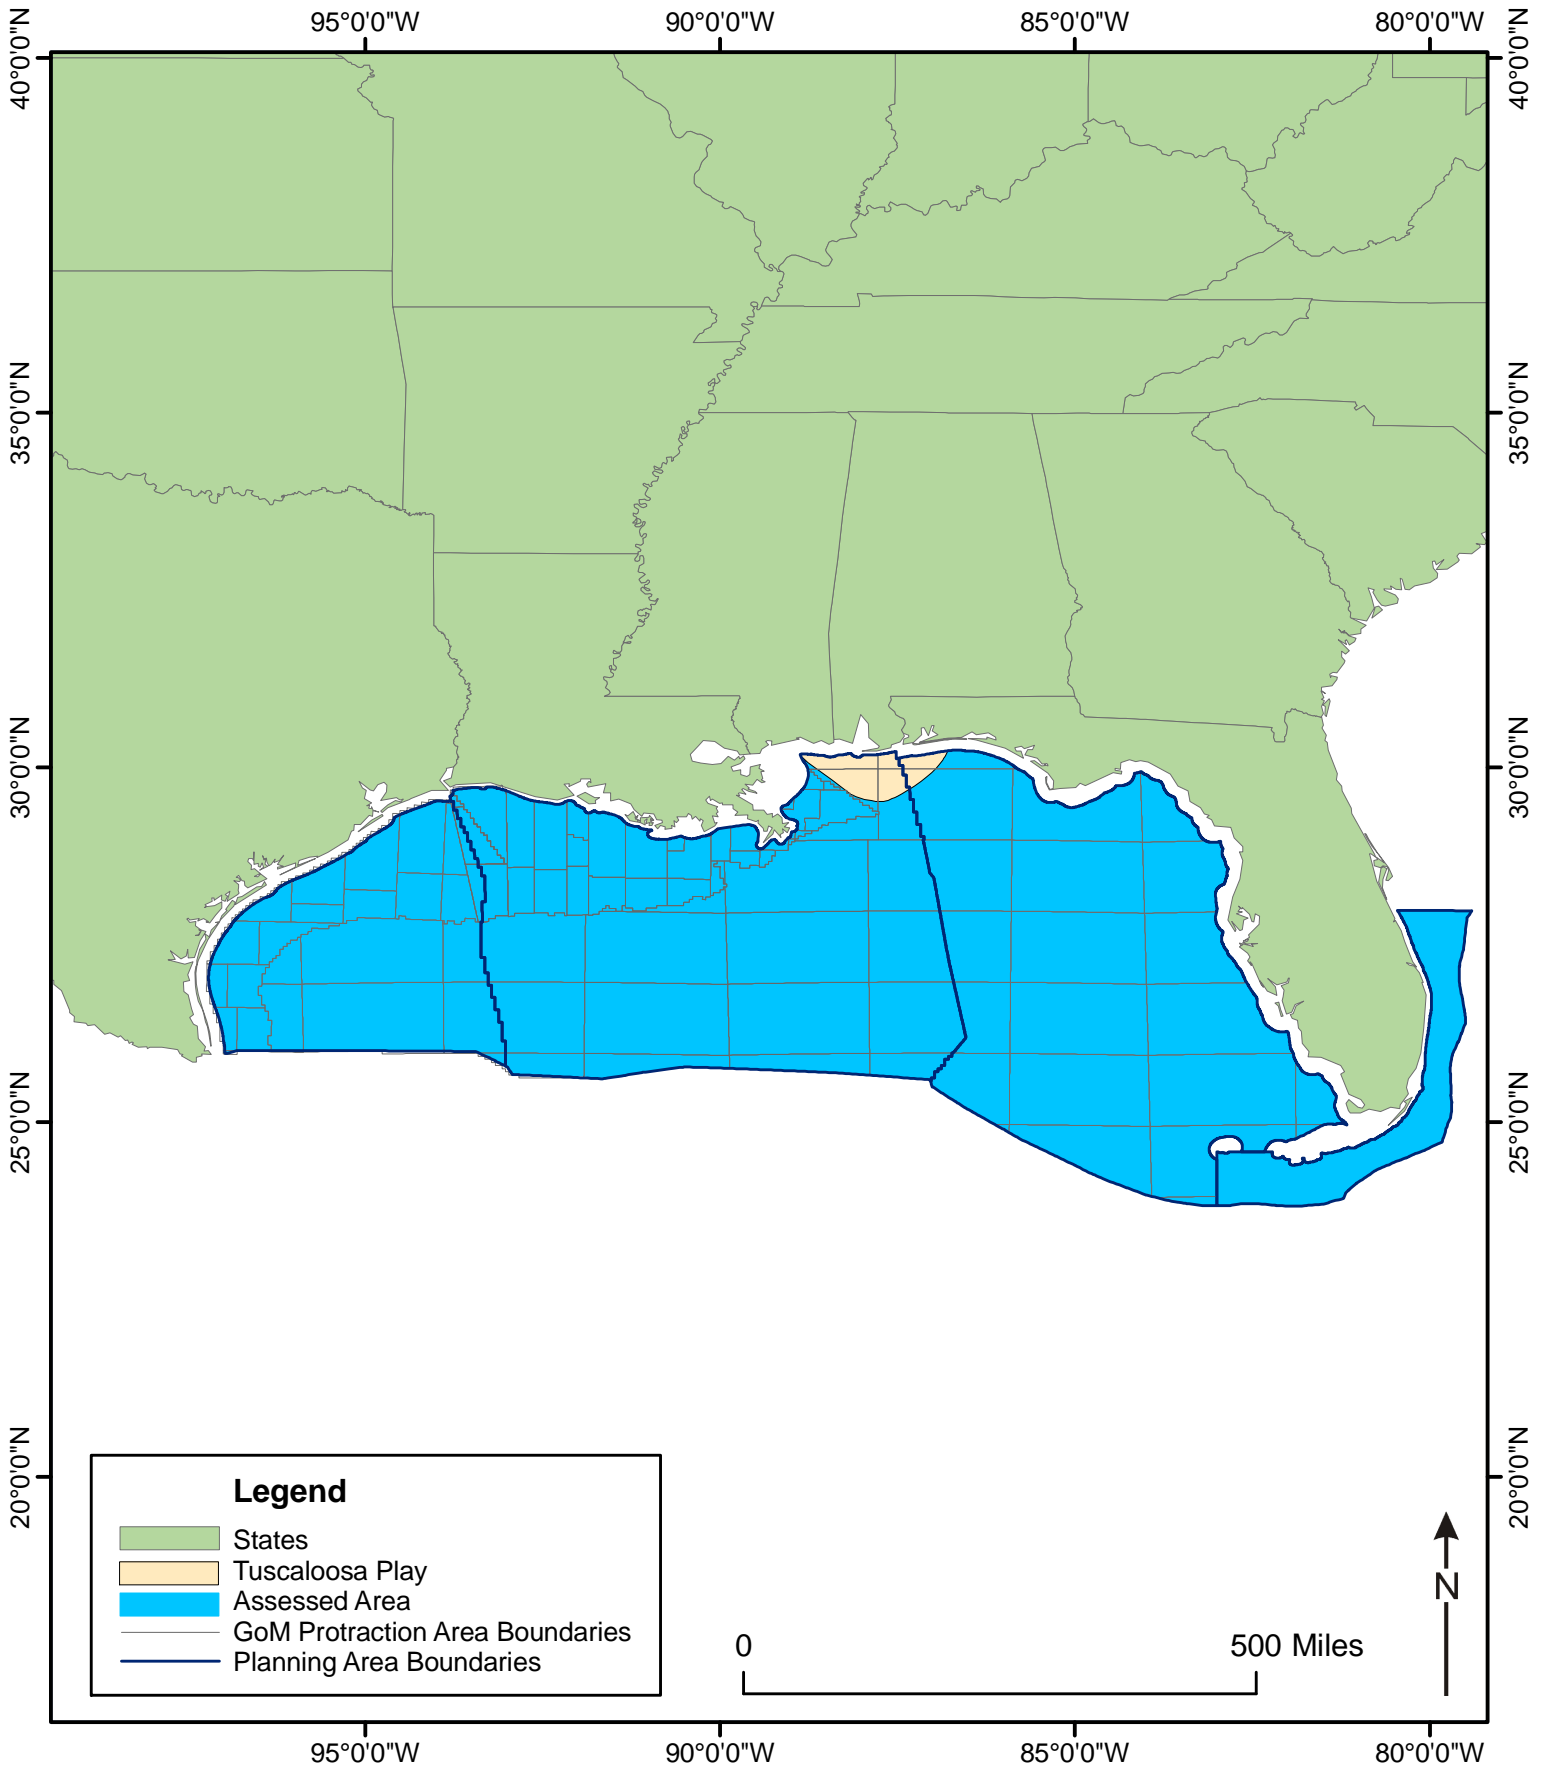 95°0'0"W 90°0'0"W 85°0'0"W 80°0'0"W
40°0'0"N 40°0'0"N
35°0'0"N 35°0'0"N
30°0'0"N 30°0'0"N
25°0'0"N 25°0'0"N
20°0'0"N 20°0'0"N
Legend
States
Tuscaloosa Play
Assessed Area
GoM Protraction Area Boundaries
Planning Area Boundaries
0 500 Miles
N
95°0'0"W 90°0'0"W 85°0'0"W 80°0'0"W